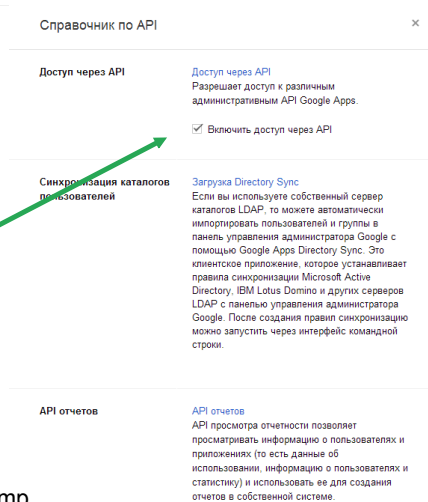 Справочник по API
×
Доступ через API
Доступ через API
Разрешает доступ к различным
административным API Google Apps.
Включить доступ через API
Синхронизация каталогов
пользователей
Загрузка Directory Sync
Если вы используете собственный сервер
каталогов LDAP, то можете автоматически
импортировать пользователей и группы в
панель управления администратора Google с
помощью Google Apps Directory Sync. Это
клиентское приложение, которое устанавливает
правила синхронизации Microsoft Active
Directory, IBM Lotus Domino и других серверов
LDAP с панелью управления администратора
Google. После создания правил синхронизацию
можно запустить через интерфейс командной
строки.
API отчетов
API отчетов
API просмотра отчетности позволяет
просматривать информацию о пользователях и
приложениях (то есть данные об
использовании, информацию о пользователях и
статистику) и использовать ее для создания
отчетов в собственной системе.